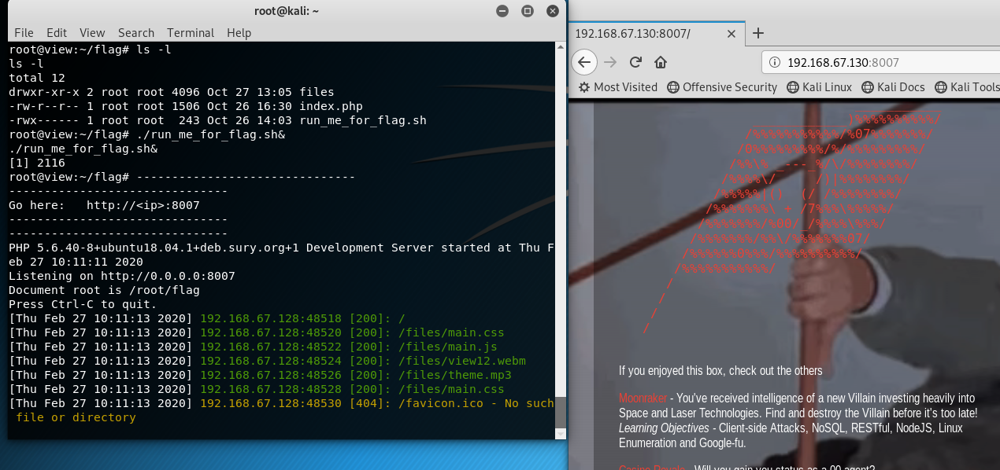 root@kali: ~
File Edit View Search Terminal Help
root@view:~/flag# ls -l
ls -l
total 12
drwxr-xr-x 2 root root 4096 Oct 27 13:05 files
-rw-r--r-- 1 root root 1506 Oct 26 16:30 index.php
-rwx------ 1 root root  243 Oct 26 14:03 run_me_for_flag.sh
root@view:~/flag# ./run_me_for_flag.sh&
./run_me_for_flag.sh&
[1] 2116
root@view:~/flag# -------------------------------
-------------------------------
Go here:   http://<ip>:8007
-------------------------------
-------------------------------
PHP 5.6.40-8+ubuntu18.04.1+deb.sury.org+1 Development Server started at Thu F
eb 27 10:11:11 2020
Listening on http://0.0.0.0:8007
Document root is /root/flag
Press Ctrl-C to quit.
[Thu Feb 27 10:11:13 2020] 192.168.67.128:48518 [200]: /
[Thu Feb 27 10:11:13 2020] 192.168.67.128:48520 [200]: /files/main.css
[Thu Feb 27 10:11:13 2020] 192.168.67.128:48522 [200]: /files/main.js
[Thu Feb 27 10:11:13 2020] 192.168.67.128:48524 [200]: /files/view12.webm
[Thu Feb 27 10:11:13 2020] 192.168.67.128:48526 [200]: /files/theme.mp3
[Thu Feb 27 10:11:13 2020] 192.168.67.128:48528 [200]: /files/main.css
[Thu Feb 27 10:11:13 2020] 192.168.67.128:48530 [404]: /favicon.ico - No such
 file or directory
192.168.67.130:8007/
192.168.67.130:8007
Most Visited Offensive Security Kali Linux Kali Docs Kali Tools
If you enjoyed this box, check out the others
Moonraker - You've received intelligence of a new Villain investing heavily into
Space and Laser Technologies. Find and destroy the Villain before it's too late!
Learning Objectives - Client-side Attacks, NoSQL, RESTful, NodeJS, Linux
Enumeration and Google-fu.
Casino Royale - Will you gain you status as a 00 agent?